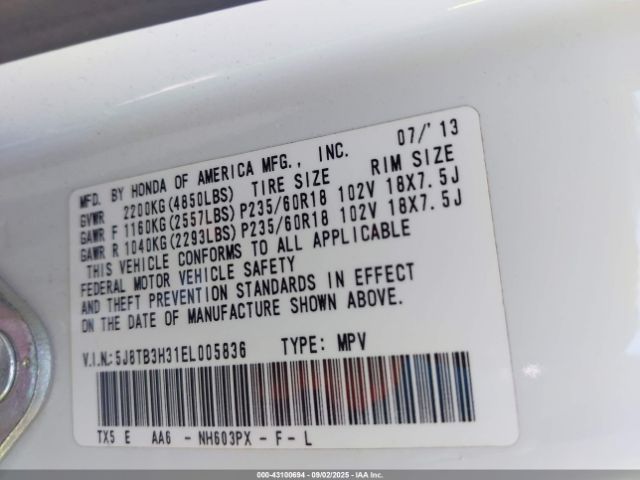 MFD. BY HONDA OF AMERICA MFG., INC. 07/'13
GVWR 2200KG(4850LBS) TIRE SIZE RIM SIZE
GAWR F 1160KG(2557LBS)P235/60R18 102V 18X7.5J
GAWR R 1040KG(2293LBS)P235/60R18 102V 18X7.5J
THIS VEHICLE CONFORMS TO ALL APPLICABLE
FEDERAL MOTOR VEHICLE SAFETY
AND THEFT PREVENTION STANDARDS IN EFFECT
ON THE DATE OF MANUFACTURE SHOWN ABOVE.
V.I.N.:5J8TB3H31EL005836 TYPE: MPV
TX5 E AA6 - NH603PX - F - L
000-43100694 - 09/02/2025 - IAAI.COM